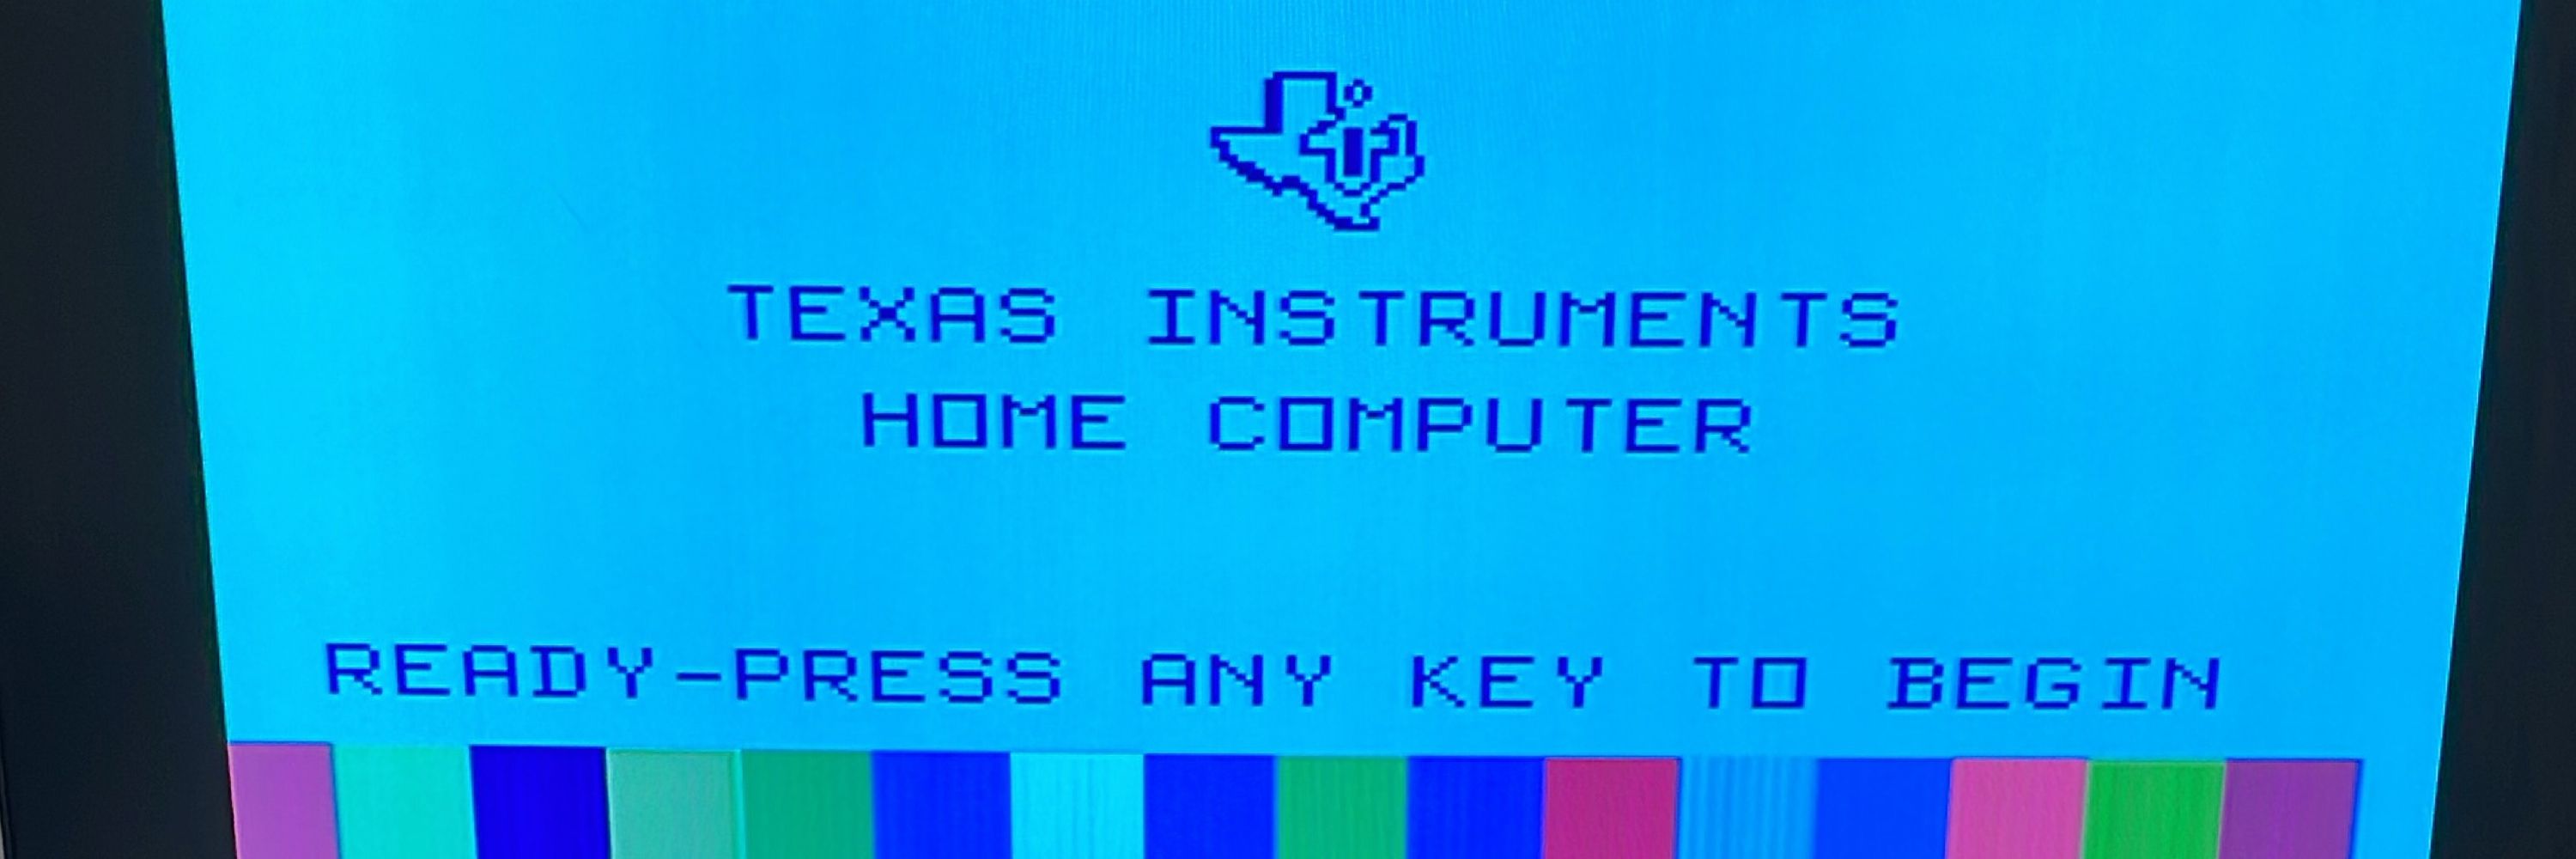 TEXAS INSTRUMENTS
HOME COMPUTER
READY-PRESS ANY KEY TO BEGIN